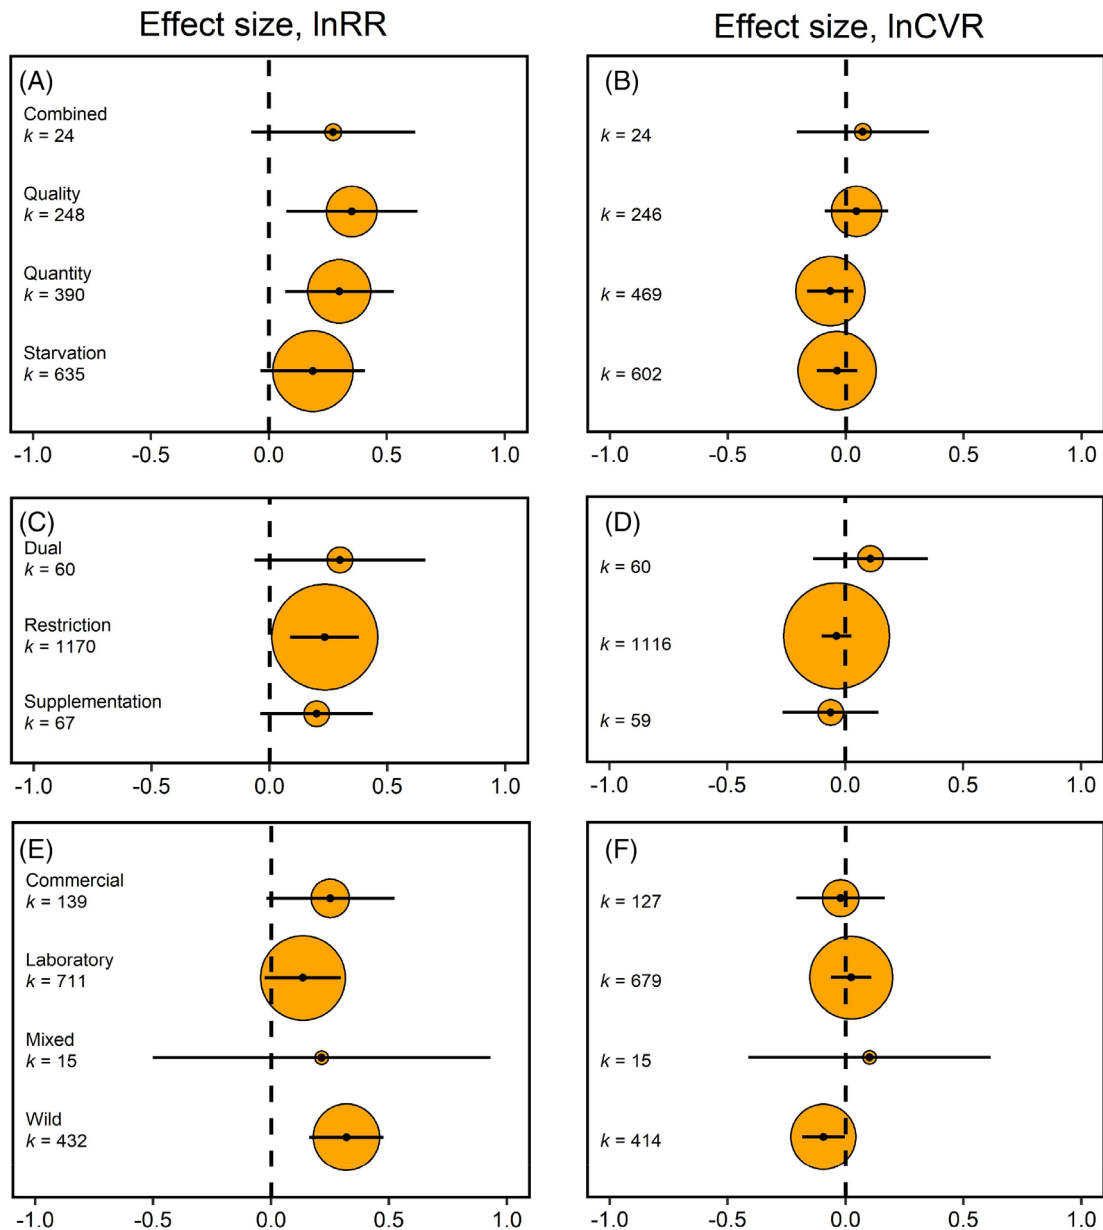 Effect size, lnRR
Effect size, lnCVR
(A)
Combined
k = 24
Quality
k = 248
Quantity
k = 390
Starvation
k = 635
-1.0 -0.5 0.0 0.5 1.0
(B)
k = 24
k = 246
k = 469
k = 602
-1.0 -0.5 0.0 0.5 1.0
(C)
Dual
k = 60
Restriction
k = 1170
Supplementation
k = 67
-1.0 -0.5 0.0 0.5 1.0
(D)
k = 60
k = 1116
k = 59
-1.0 -0.5 0.0 0.5 1.0
(E)
Commercial
k = 139
Laboratory
k = 711
Mixed
k = 15
Wild
k = 432
-1.0 -0.5 0.0 0.5 1.0
(F)
k = 127
k = 679
k = 15
k = 414
-1.0 -0.5 0.0 0.5 1.0